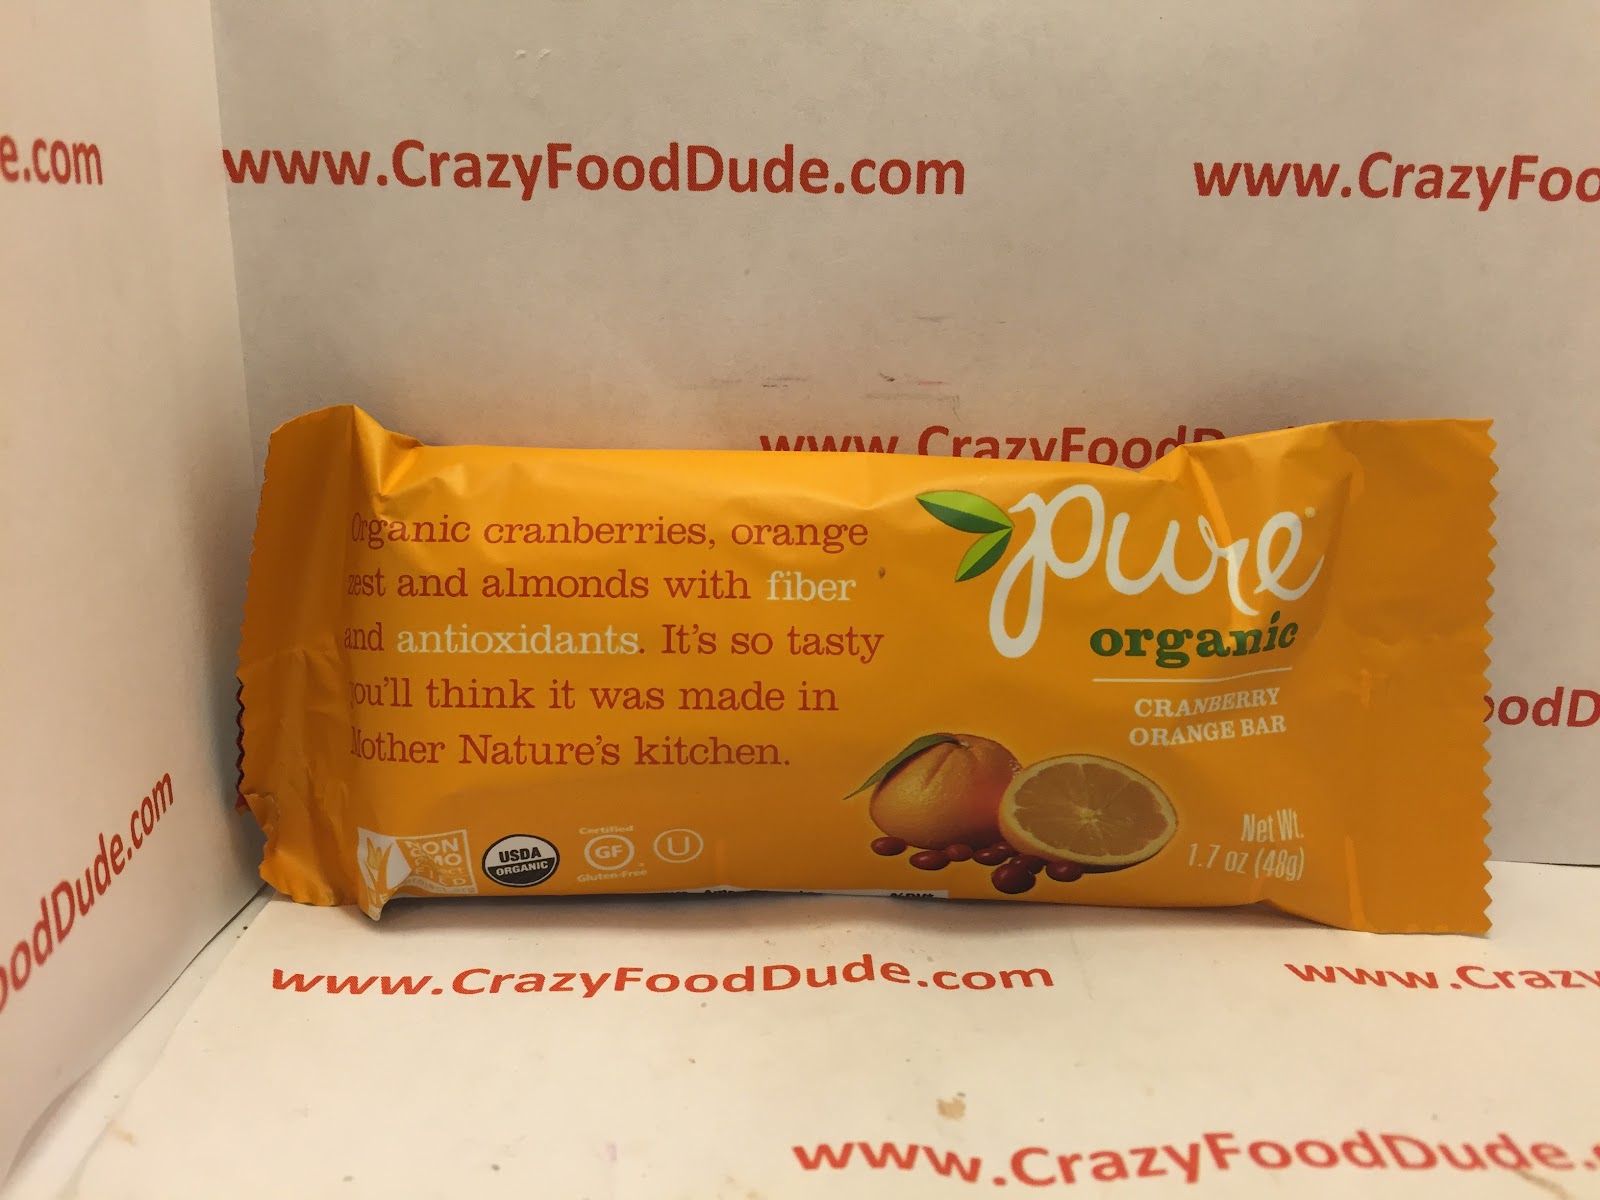 e.com
www.CrazyFoodDude.com
www.CrazyFoo
www.CrazyFoodD
Organic cranberries, orange
zest and almonds with fiber
and antioxidants. It's so tasty
you'll think it was made in
Mother Nature's kitchen.
pure
organic
CRANBERRY
ORANGE BAR
Net Wt.
1.7 oz (48g)
NON
GMO
USDA
ORGANIC
Certified
GF
Gluten-Free
U
%DV*
oodD
oodDude.com
www.CrazyFoodDude.com
www.Crazy
www.CrazyFoodDude.